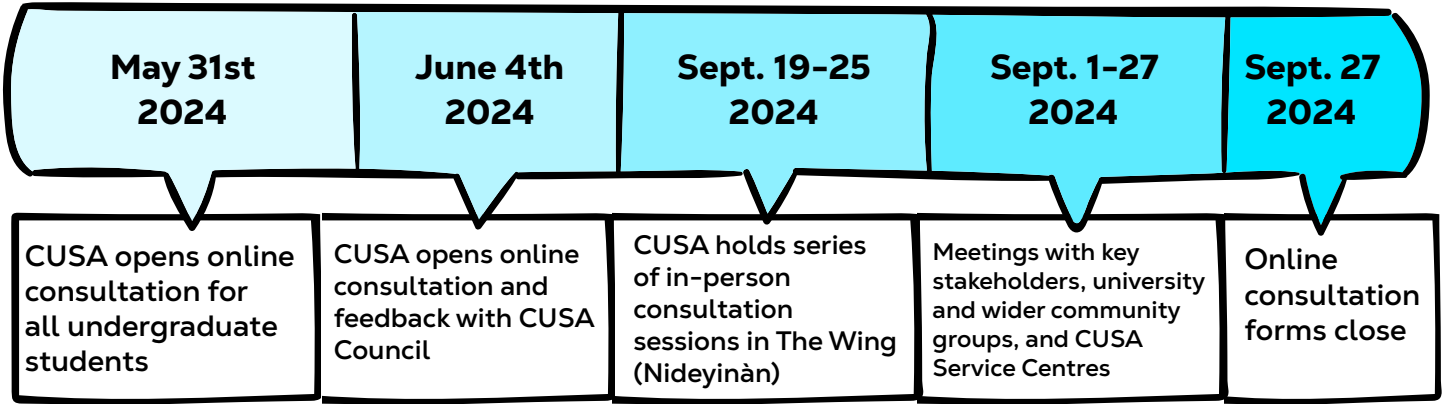 May 31st
2024
June 4th
2024
Sept. 19-25
2024
Sept. 1-27
2024
Sept. 27
2024
CUSA opens online
consultation for
all undergraduate
students
CUSA opens online
consultation and
feedback with CUSA
Council
CUSA holds series
of in-person
consultation
sessions in The Wing
(Nideyinàn)
Meetings with key
stakeholders, university
and wider community
groups, and CUSA
Service Centres
Online
consultation
forms close